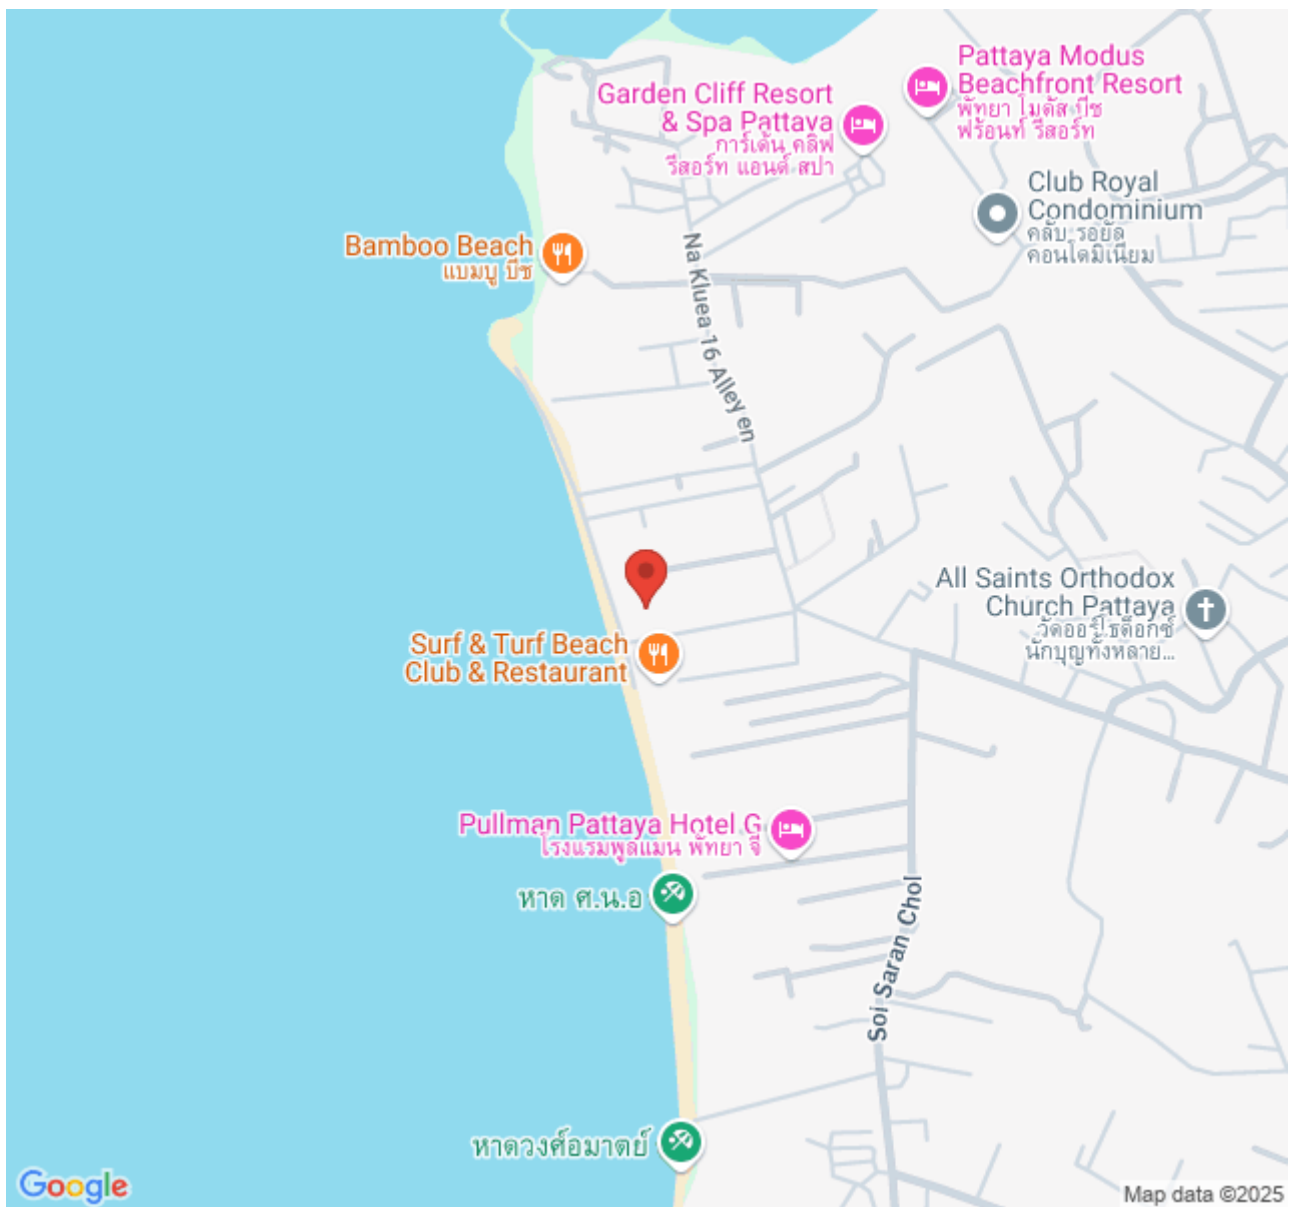 Pattaya Modus
Beachfront Resort
พัทยา โมดัส บีช
ฟร้อนท์ รีสอร์ท
Garden Cliff Resort
& Spa Pattaya
การ์เด้น คลิฟ
รีสอร์ท แอนด์ สปา
Club Royal
Condominium
คลับ รอยัล
คอนโดมิเนียม
Bamboo Beach
แบมบู บีช
Na Kluea 16 Alley en
All Saints Orthodox
Church Pattaya
วัดออร์โธด็อกซ์
นักบุญทั้งหลาย...
Surf & Turf Beach
Club & Restaurant
Pullman Pattaya Hotel G
โรงแรมพูลแมน พัทยา จี
หาด ศ.น.อ
Soi Saran Chol
หาดวงศ์อมาตย์
Google
Map data ©2025